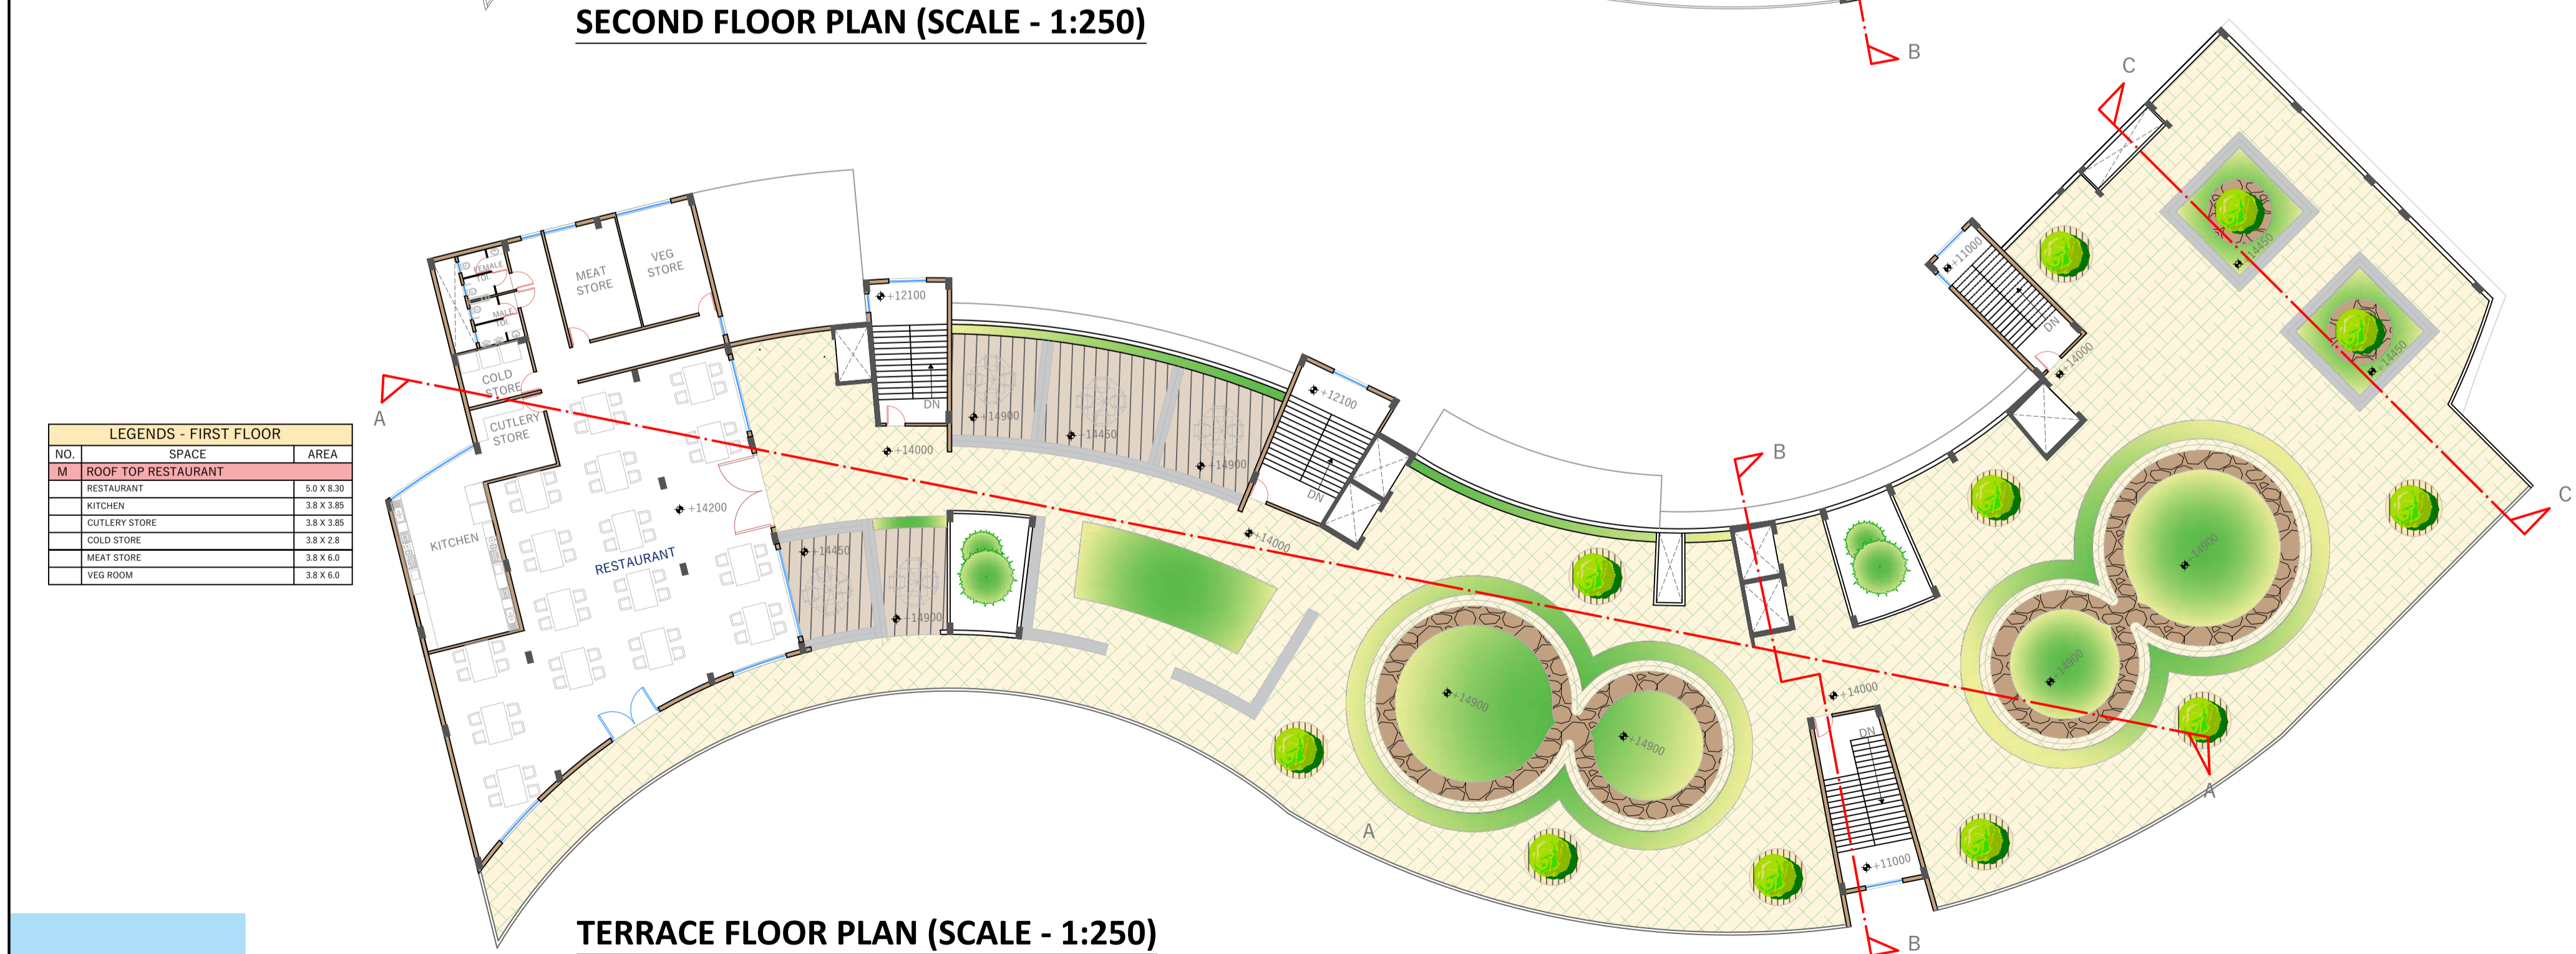 SECOND FLOOR PLAN (SCALE - 1:250)
B
C
+11000
+14450
FEMALE
TOI.
MEAT
STORE
VEG
STORE
+12100
DN
+14000
+14450
MALE
TOI.
COLD
STORE
A
CUTLERY
STORE
DN
+14900
+14450
+14900
+12100
DN
+14000
B
C
LEGENDS - FIRST FLOOR
NO.
SPACE
AREA
M
ROOF TOP RESTAURANT
RESTAURANT
5.0 X 8.30
KITCHEN
3.8 X 3.85
CUTLERY STORE
3.8 X 3.85
COLD STORE
3.8 X 2.8
MEAT STORE
3.8 X 6.0
VEG ROOM
3.8 X 6.0
+14200
KITCHEN
RESTAURANT
+14450
+14900
+14000
+14900
+14900
+14900
+14900
+14000
DN
A
A
+11000
B
TERRACE FLOOR PLAN (SCALE - 1:250)